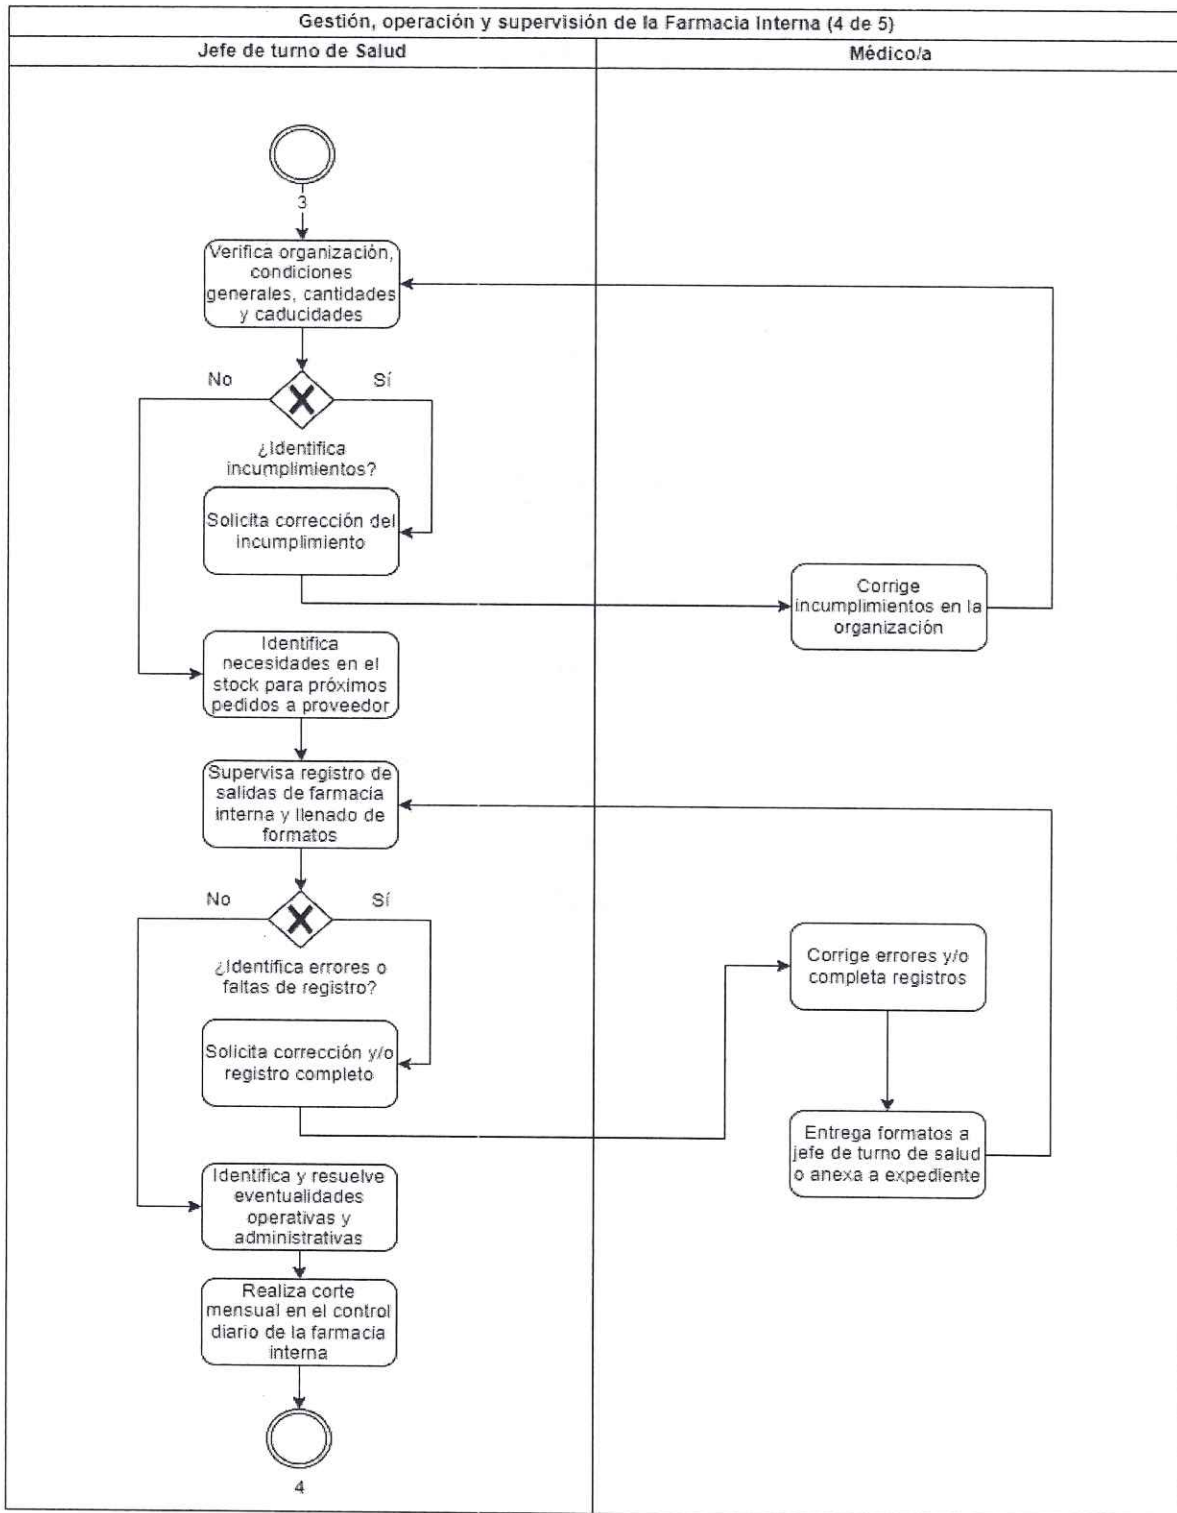 Gestión, operación y supervisión de la Farmacia Interna (4 de 5)
Jefe de turno de Salud
Médico/a
3
Verifica organización,
condiciones
generales, cantidades
y caducidades
No
Sí
¿Identifica
incumplimientos?
Solicita corrección del
incumplimiento
Corrige
incumplimientos en la
organización
Identifica
necesidades en el
stock para próximos
pedidos a proveedor
Supervisa registro de
salidas de farmacia
interna y llenado de
formatos
No
Sí
¿Identifica errores o
faltas de registro?
Corrige errores y/o
completa registros
Solicita corrección y/o
registro completo
Entrega formatos a
jefe de turno de salud
o anexa a expediente
Identifica y resuelve
eventualidades
operativas y
administrativas
Realiza corte
mensual en el control
diario de la farmacia
interna
4